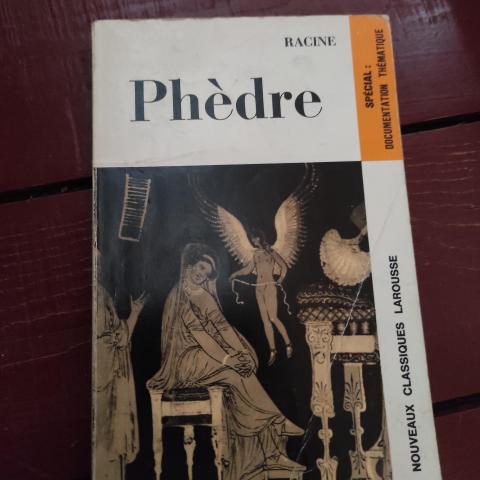 RACINE
Phèdre
SPÉCIAL :
DOCUMENTATION THÉMATIQUE
NOUVEAUX CLASSIQUES LAROUSSE